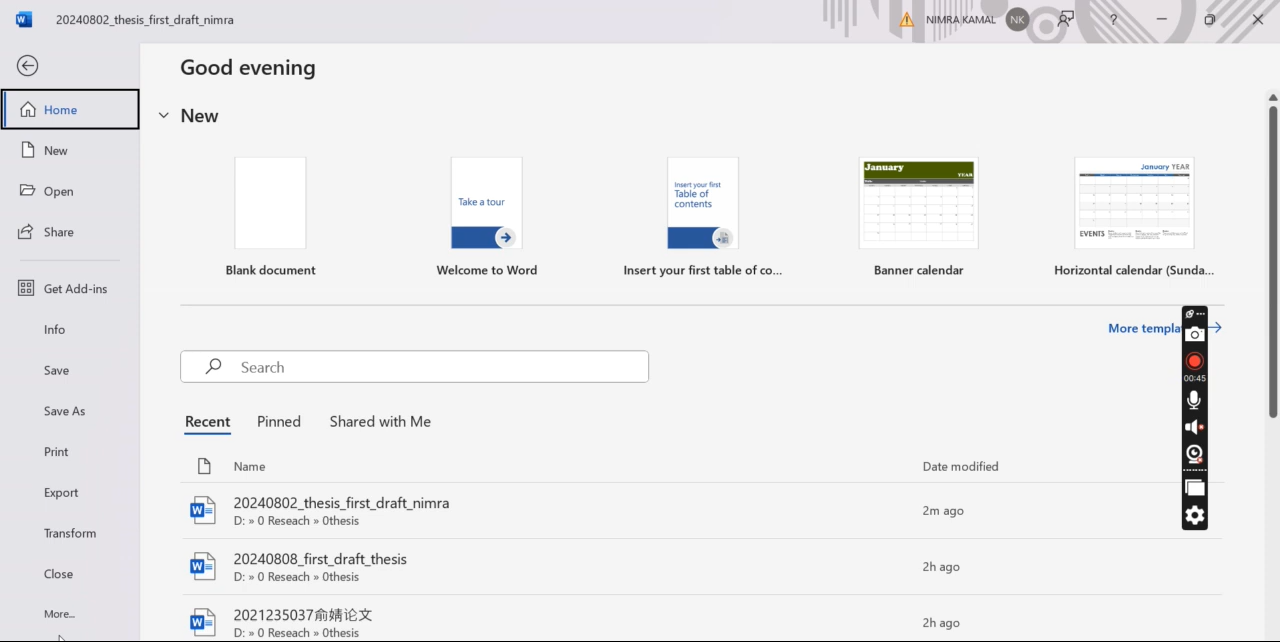 20240802_thesis_first_draft_nimra
NIMRA KAMAL
NK
?
Good evening
Home
New
New
Open
Share
Get Add-ins
Info
Save
Save As
Print
Export
Transform
Close
More...
Take a tour
Insert your first
Table of
contents
January
YEAR
January YEAR
EVENTS
Blank document
Welcome to Word
Insert your first table of co...
Banner calendar
Horizontal calendar (Sunda...
More templa
Search
00:45
Recent
Pinned
Shared with Me
Name
Date modified
20240802_thesis_first_draft_nimra
D: » 0 Reseach » 0thesis
2m ago
20240808_first_draft_thesis
D: » 0 Reseach » 0thesis
2h ago
2021235037俞婧论文
D: » 0 Reseach » 0thesis
2h ago